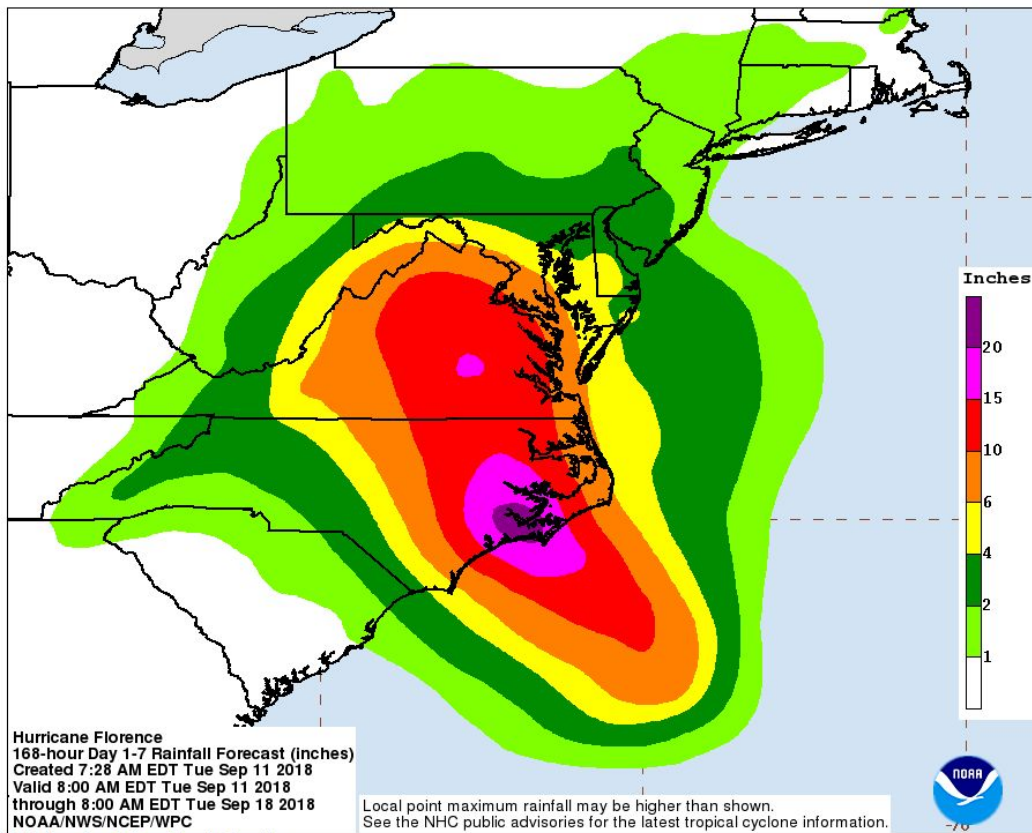 Inches
20
15
10
6
4
2
1
Hurricane Florence
168-hour Day 1-7 Rainfall Forecast (inches)
Created 7:28 AM EDT Tue Sep 11 2018
Valid 8:00 AM EDT Tue Sep 11 2018
through 8:00 AM EDT Tue Sep 18 2018
NOAA/NWS/NCEP/WPC
Local point maximum rainfall may be higher than shown.
See the NHC public advisories for the latest tropical cyclone information.
NOAA